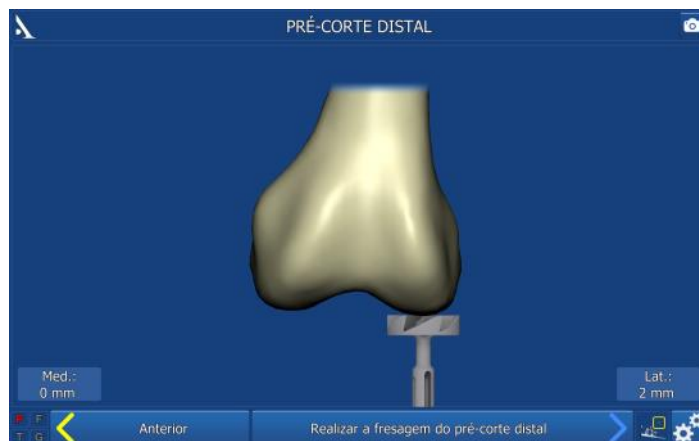 PRÉ-CORTE DISTAL
Med.:
0 mm
Lat.:
2 mm
P F
T G
Anterior
Realizar a fresagem do pré-corte distal